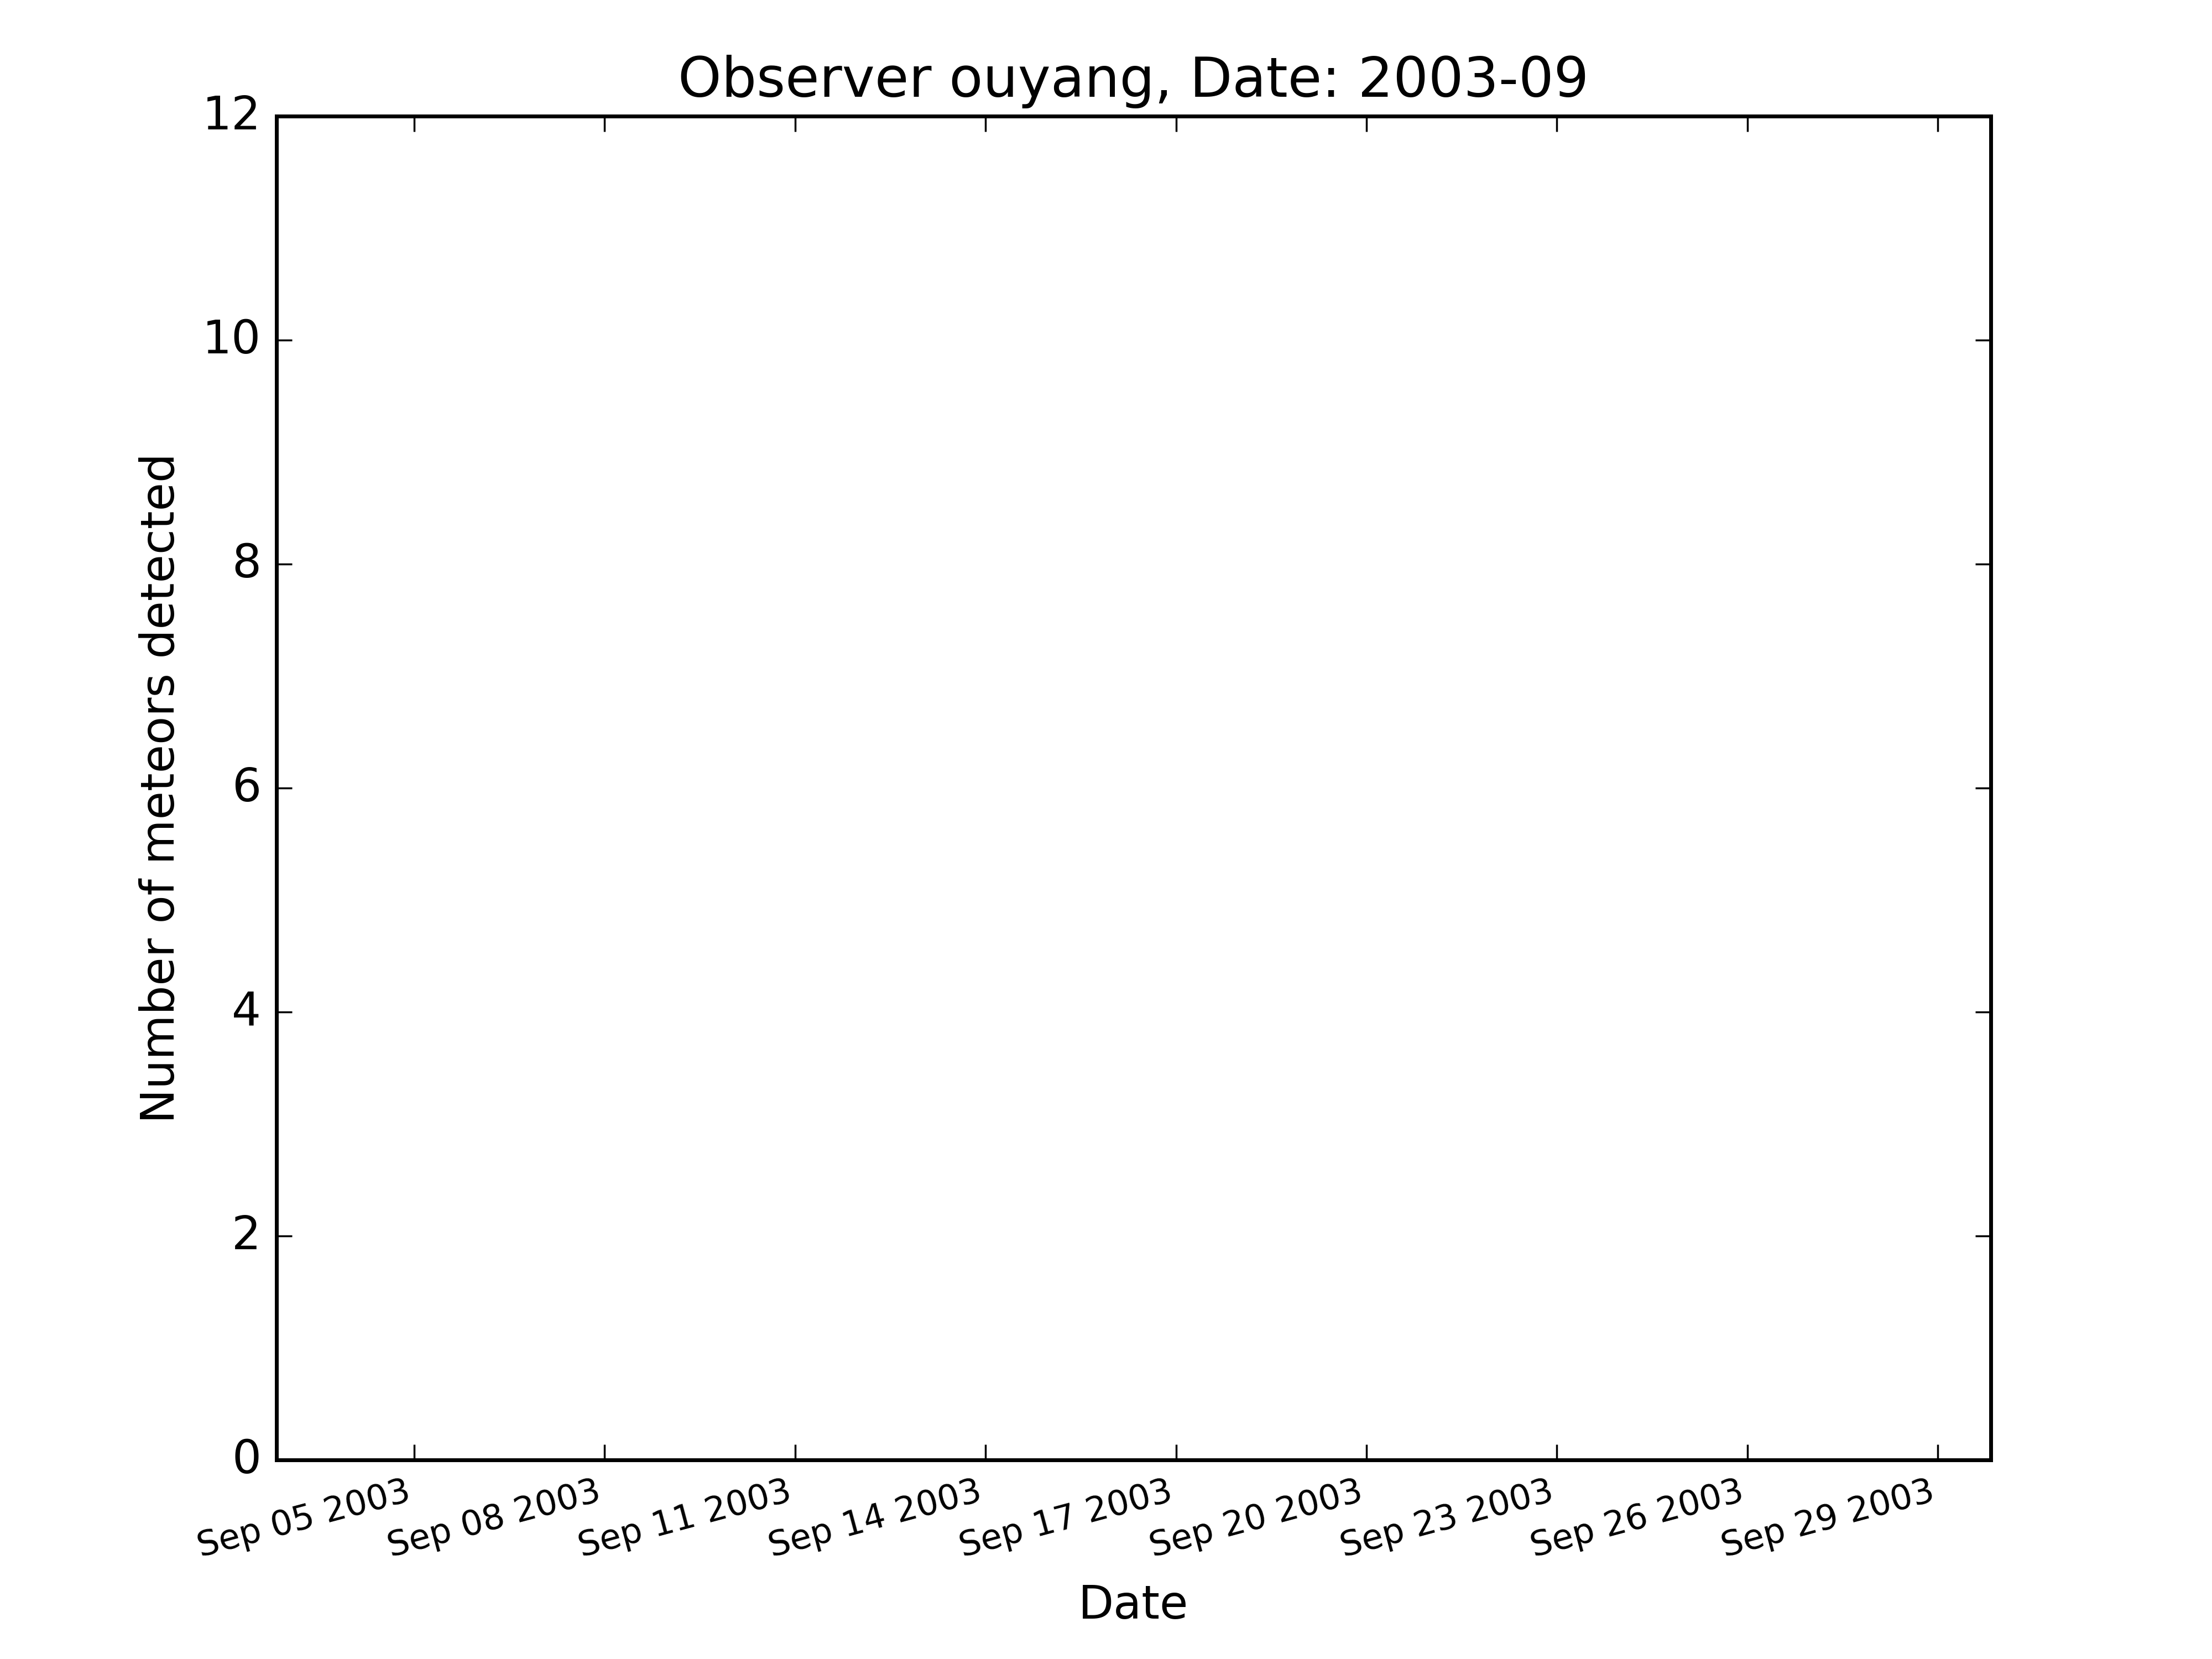 Observer ouyang, Date: 2003-09
12
10
8
6
4
2
0
Number of meteors detected
Sep 05 2003
Sep 08 2003
Sep 11 2003
Sep 14 2003
Sep 17 2003
Sep 20 2003
Sep 23 2003
Sep 26 2003
Sep 29 2003
Date